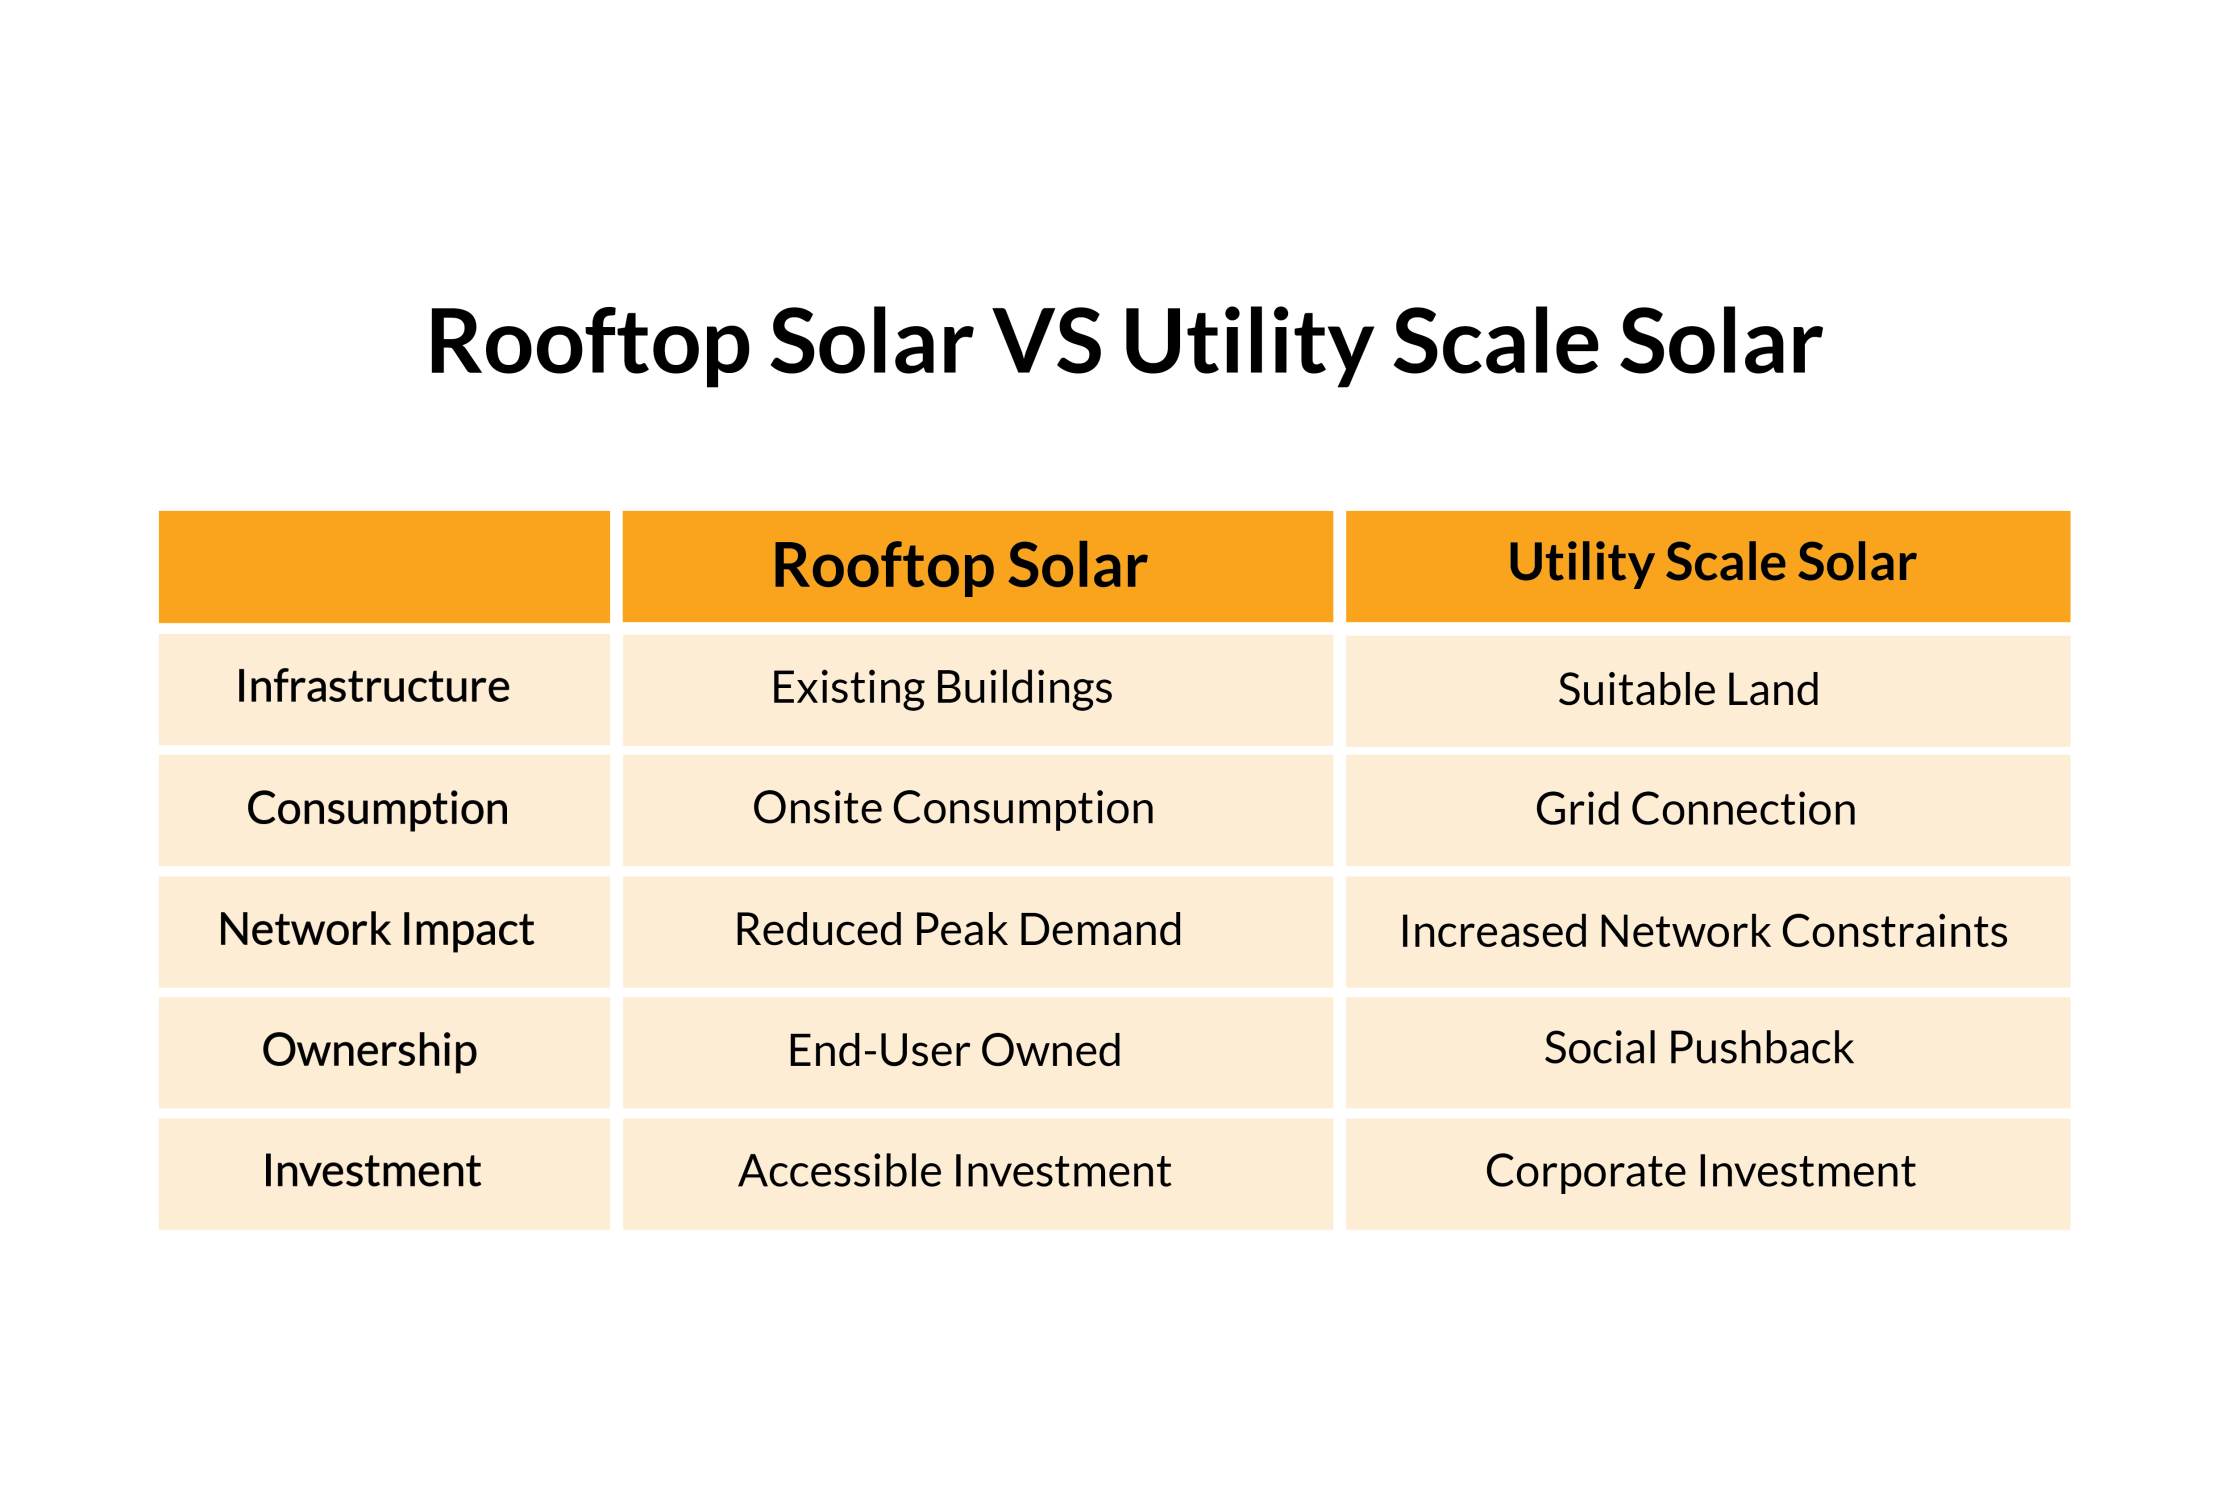 Rooftop Solar VS Utility Scale Solar
Rooftop Solar Utility Scale Solar
Infrastructure Existing Buildings Suitable Land
Consumption Onsite Consumption Grid Connection
Network Impact Reduced Peak Demand Increased Network Constraints
Ownership End-User Owned Social Pushback
Investment Accessible Investment Corporate Investment